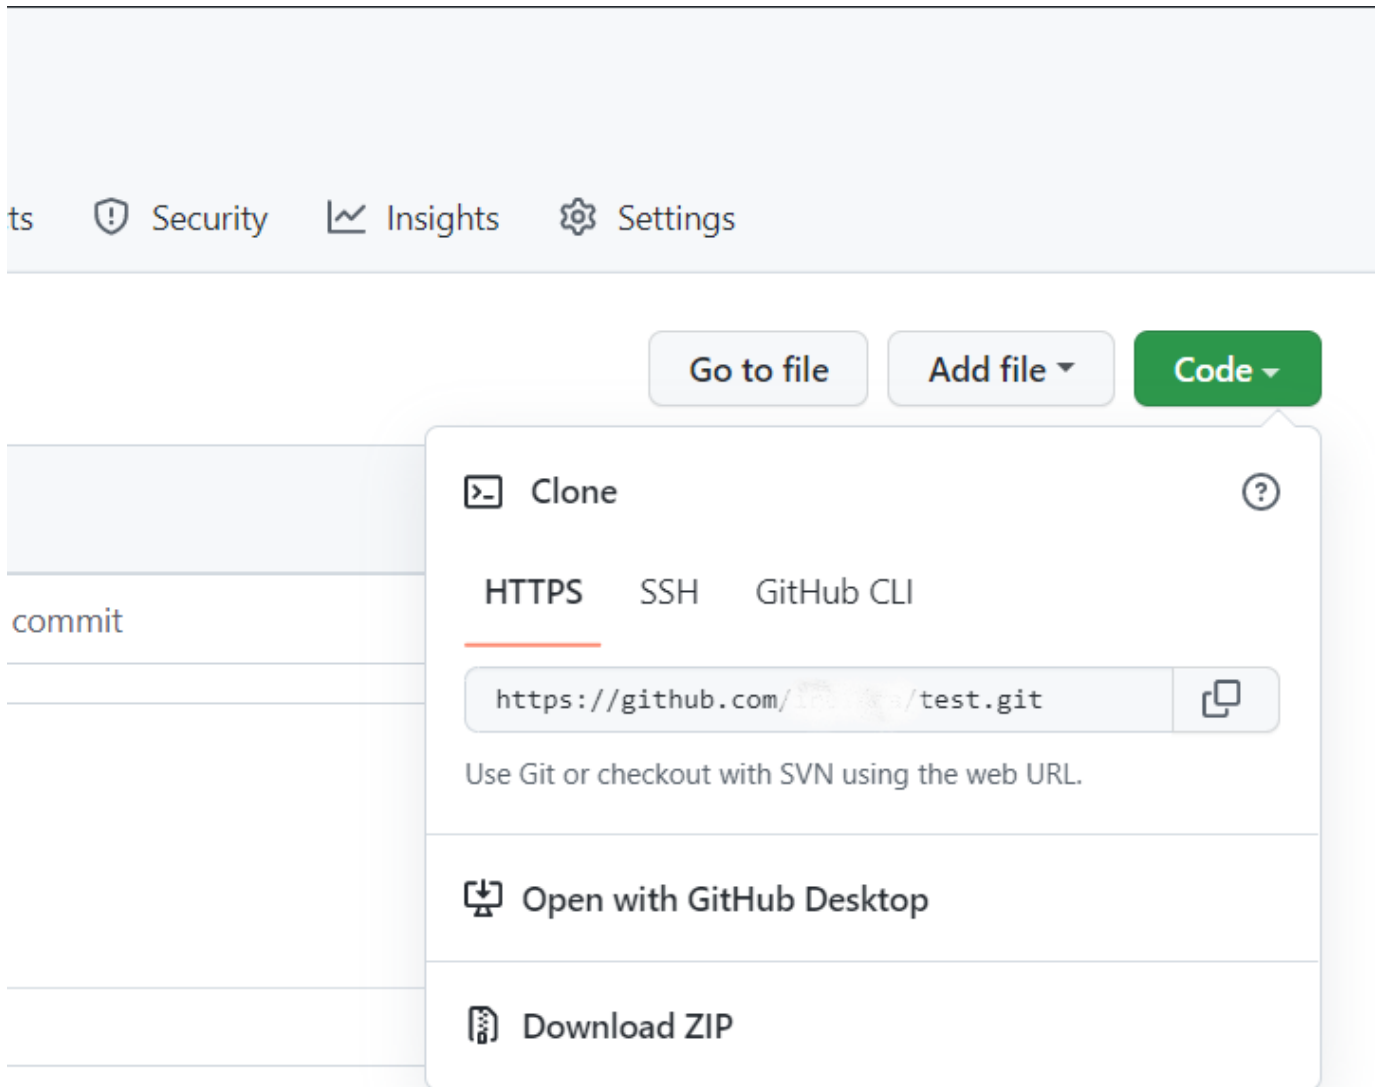 ts Security Insights Settings
Go to file Add file Code
Clone
HTTPS SSH GitHub CLI
commit
https://github.com/ /test.git
Use Git or checkout with SVN using the web URL.
Open with GitHub Desktop
Download ZIP